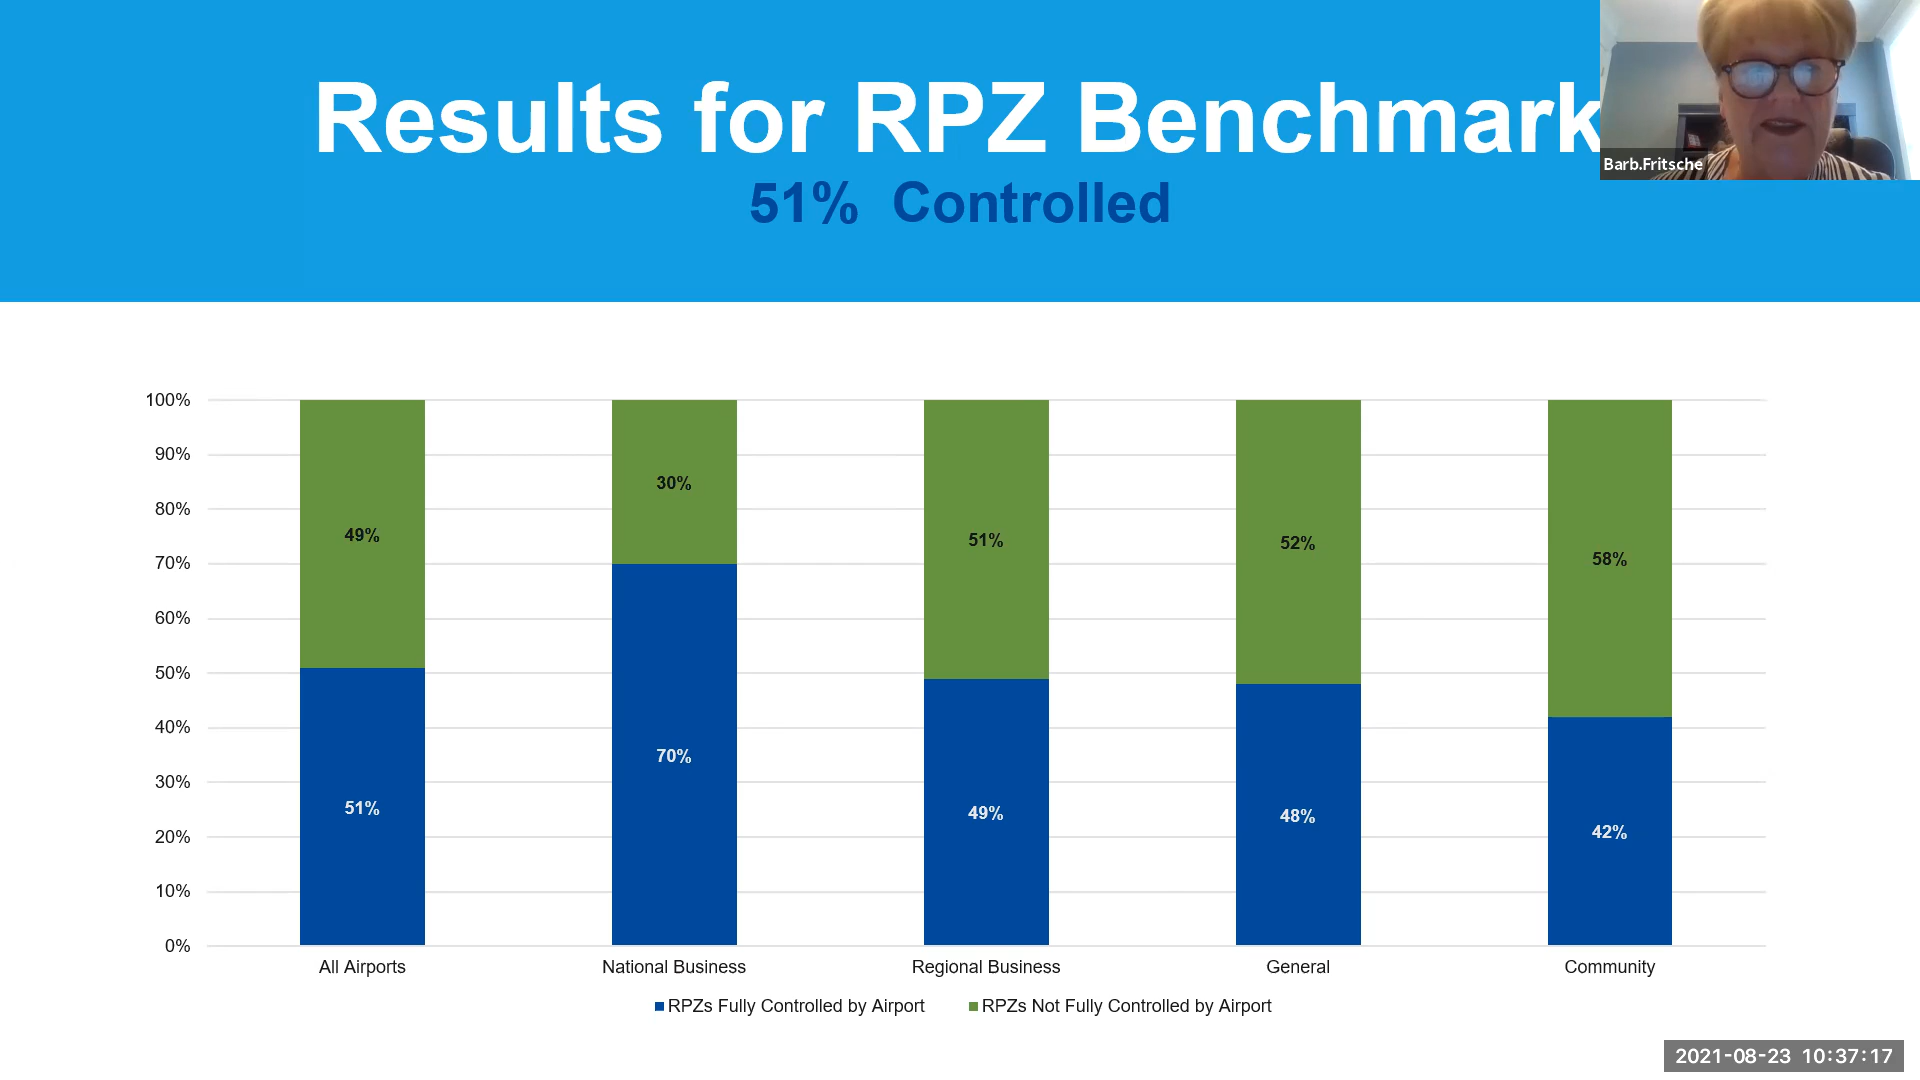 Results for RPZ Benchmark
Barb.Fritsche
51% Controlled
100%
90%
80%
70%
60%
50%
40%
30%
20%
10%
0%
49%
30%
51%
52%
58%
51%
70%
49%
48%
42%
All Airports
National Business
Regional Business
General
Community
RPZs Fully Controlled by Airport
RPZs Not Fully Controlled by Airport
2021-08-23 10:37:17